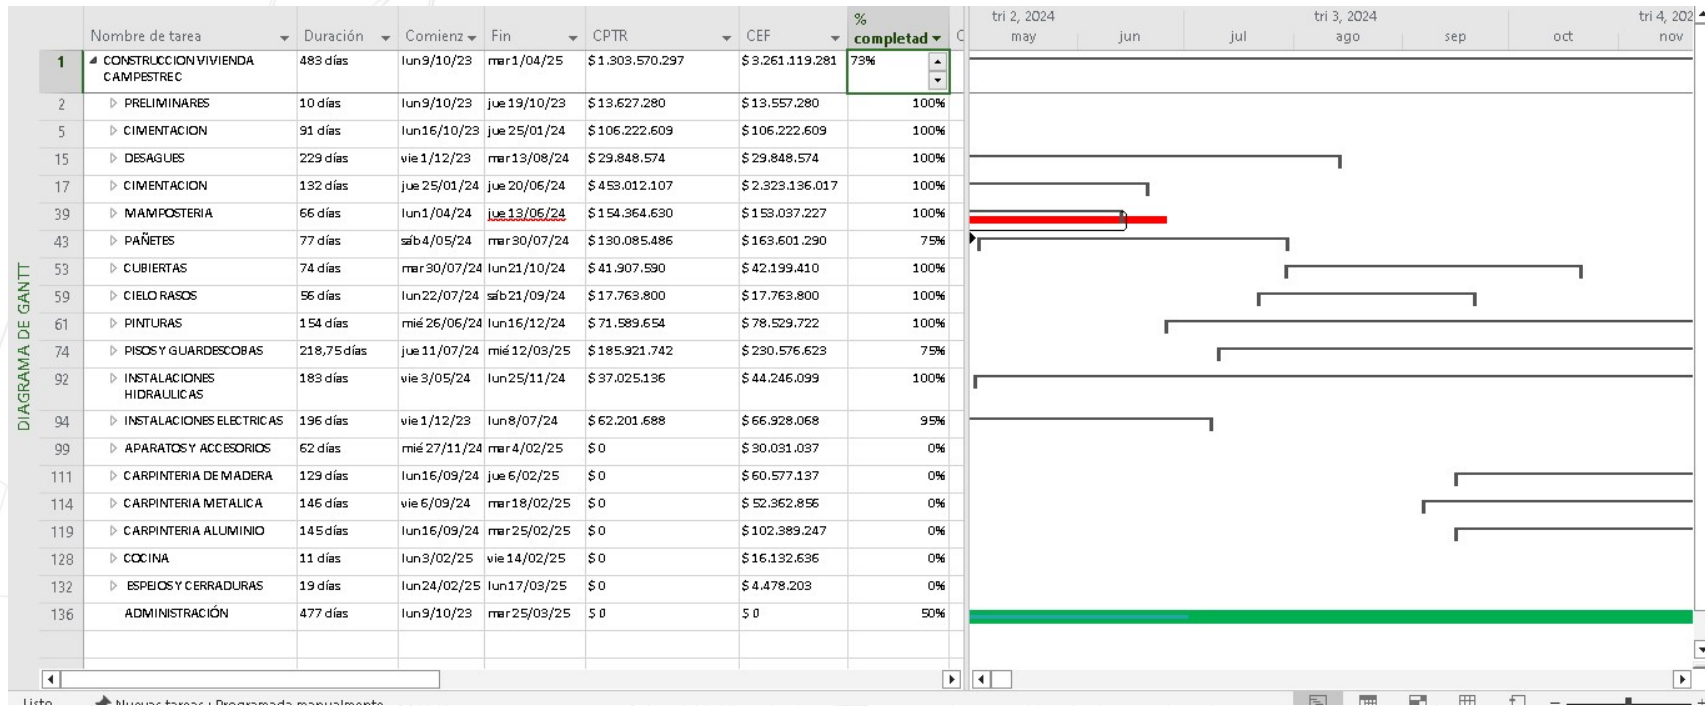 tri 2, 2024 tri 3, 2024 tri 4, 202
Nombre de tarea Duración Comienz Fin CPTR CEF % completad C may jun jul ago sep oct nov
1 CONSTRUCCION VIVIENDA CAMPESTRE C 483 días lun 9/10/23 mar 1/04/25 $ 1.303.570.297 $ 3.261.119.281 73%
2 PRELIMINARES 10 días lun 9/10/23 jue 19/10/23 $ 13.627.280 $ 13.557.280 100%
5 CIMENTACION 91 días lun 16/10/23 jue 25/01/24 $ 106.222.609 $ 106.222.609 100%
15 DESAGUES 229 días vie 1/12/23 mar 13/08/24 $ 29.848.574 $ 29.848.574 100%
17 CIMENTACION 132 días jue 25/01/24 jue 20/06/24 $ 453.012.107 $ 2.323.136.017 100%
39 MAMPOSTERIA 66 días lun 1/04/24 jue 13/06/24 $ 154.364.630 $ 153.037.227 100%
43 PAÑETES 77 días sáb 4/05/24 mar 30/07/24 $ 130.085.486 $ 163.601.290 75%
53 CUBIERTAS 74 días mar 30/07/24 lun 21/10/24 $ 41.907.590 $ 42.199.410 100%
59 CIELO RASOS 56 días lun 22/07/24 sáb 21/09/24 $ 17.763.800 $ 17.763.800 100%
61 PINTURAS 154 días mié 26/06/24 lun 16/12/24 $ 71.589.654 $ 78.529.722 100%
74 PISOS Y GUARDESCOBAS 218,75 días jue 11/07/24 mié 12/03/25 $ 185.921.742 $ 230.576.623 75%
92 INSTALACIONES HIDRAULICAS 183 días vie 3/05/24 lun 25/11/24 $ 37.025.136 $ 44.246.099 100%
94 INSTALACIONES ELECTRICAS 196 días vie 1/12/23 lun 8/07/24 $ 62.201.688 $ 66.928.068 95%
99 APARATOS Y ACCESORIOS 62 días mié 27/11/24 mar 4/02/25 $ 0 $ 30.031.037 0%
111 CARPINTERIA DE MADERA 129 días lun 16/09/24 jue 6/02/25 $ 0 $ 60.577.137 0%
114 CARPINTERIA METALICA 146 días vie 6/09/24 mar 18/02/25 $ 0 $ 52.362.856 0%
119 CARPINTERIA ALUMINIO 145 días lun 16/09/24 mar 25/02/25 $ 0 $ 102.389.247 0%
128 COCINA 11 días lun 3/02/25 vie 14/02/25 $ 0 $ 16.132.636 0%
132 ESPEJOS Y CERRADURAS 19 días lun 24/02/25 lun 17/03/25 $ 0 $ 4.478.203 0%
136 ADMINISTRACIÓN 477 días lun 9/10/23 mar 25/03/25 $ 0 $ 0 50%
DIAGRAMA DE GANTT
Listo Nuevas tareas : Programada manualmente